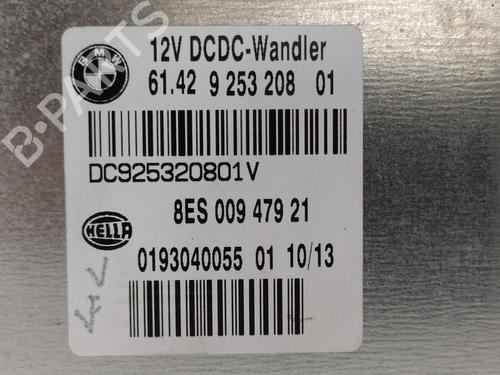 BMW
12V DCDC-Wandler
61.42 9 253 208 01
DC925320801V
8ES 009 479 21
HELLA
0193040055 01 10/13
B-PARTS